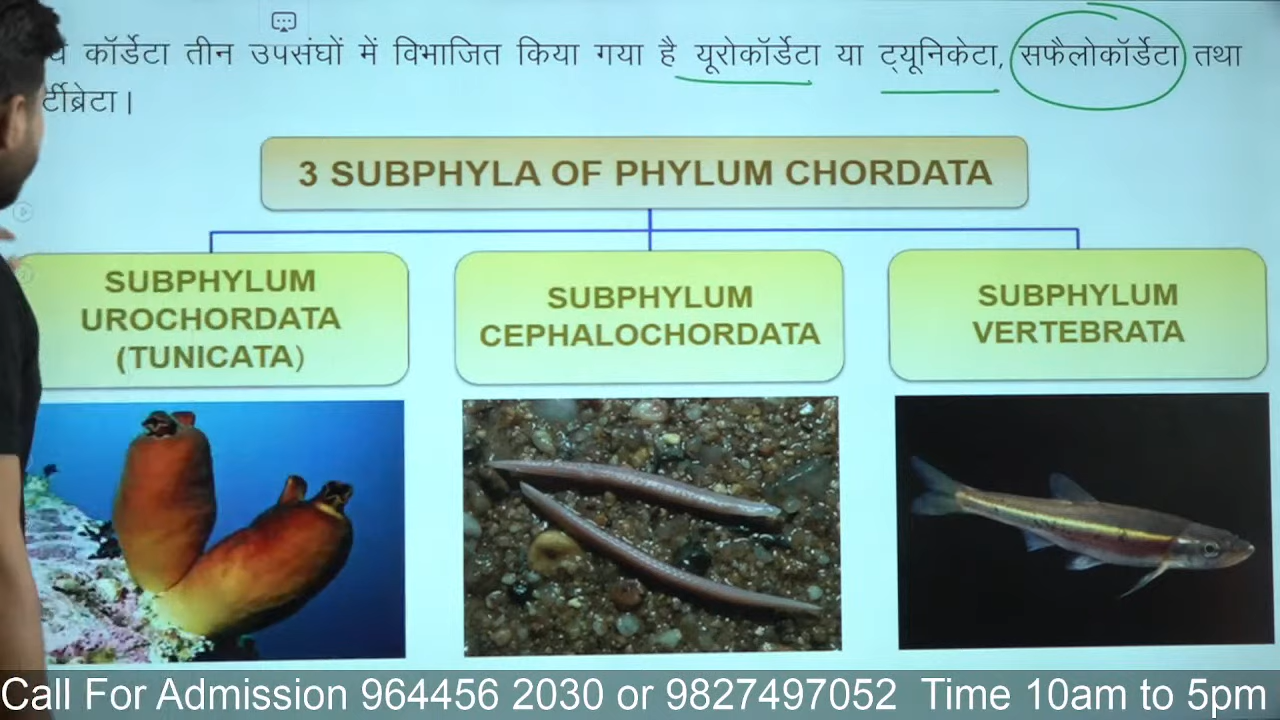 कॉर्डेटा तीन उपसंघों में विभाजित किया गया है यूरोकॉर्डेटा या ट्यूनिकेटा, सफैलोकॉर्डेटा तथा
र्टीब्रेटा।
3 SUBPHYLA OF PHYLUM CHORDATA
SUBPHYLUM
UROCHORDATA
(TUNICATA)
SUBPHYLUM
CEPHALOCHORDATA
SUBPHYLUM
VERTEBRATA
Call For Admission 964456 2030 or 9827497052 Time 10am to 5pm